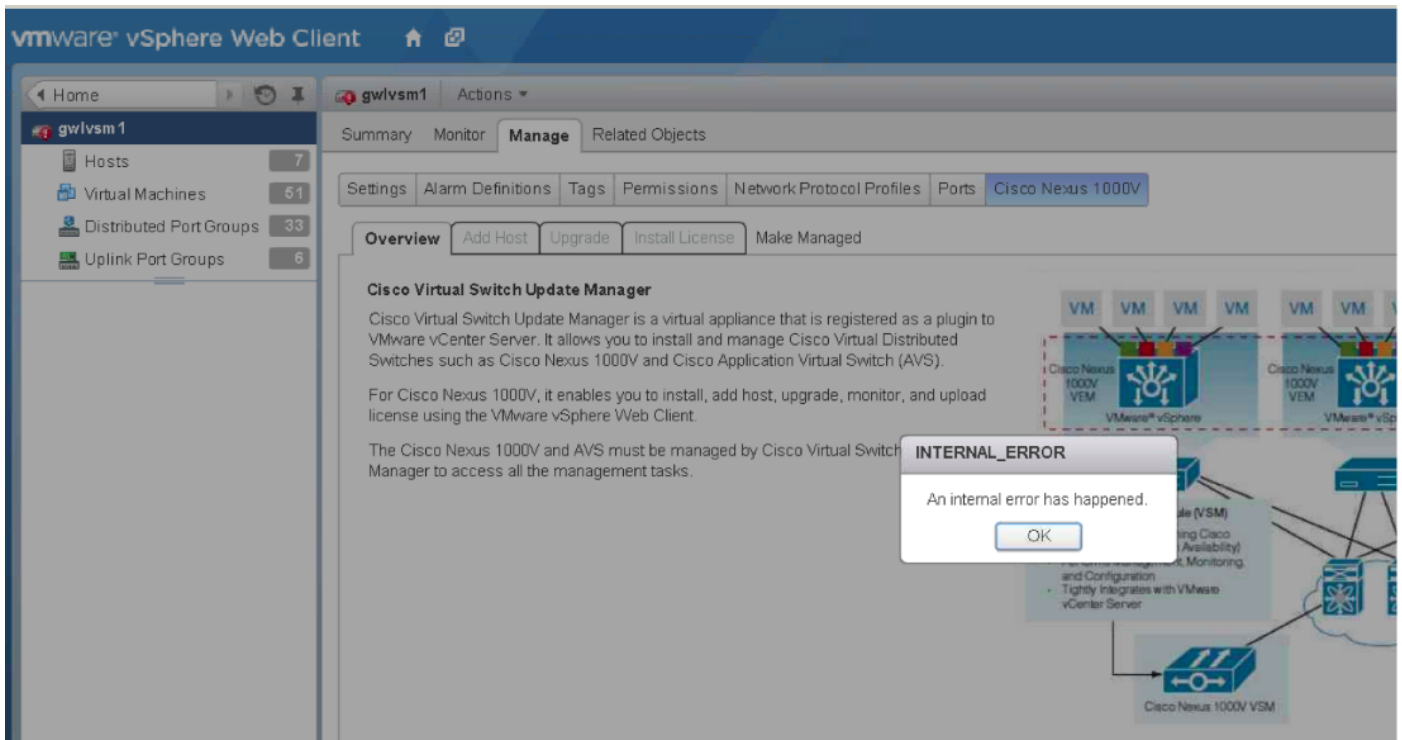 vmware® vSphere Web Client
Home
gwlvsm1 Actions
gwlvsm1
Hosts 7
Virtual Machines 51
Distributed Port Groups 33
Uplink Port Groups 6
Summary Monitor Manage Related Objects
Settings Alarm Definitions Tags Permissions Network Protocol Profiles Ports Cisco Nexus 1000V
Overview Add Host Upgrade Install License Make Managed
Cisco Virtual Switch Update Manager
Cisco Virtual Switch Update Manager is a virtual appliance that is registered as a plugin to
VMware vCenter Server. It allows you to install and manage Cisco Virtual Distributed
Switches such as Cisco Nexus 1000V and Cisco Application Virtual Switch (AVS).
For Cisco Nexus 1000V, it enables you to install, add host, upgrade, monitor, and upload
license using the VMware vSphere Web Client.
The Cisco Nexus 1000V and AVS must be managed by Cisco Virtual Switch
Manager to access all the management tasks.
VM VM VM VM VM VM
Cisco Nexus
1000V
VEM
VMware® vSphere
Cisco Nexus
1000V
VEM
VMware® vSp
INTERNAL_ERROR
An internal error has happened.
OK
(VSM)
Cisco
Availability)
Monitoring,
and Configuration
Tightly Integrates with VMware
vCenter Server
Cisco Nexus 1000V VSM